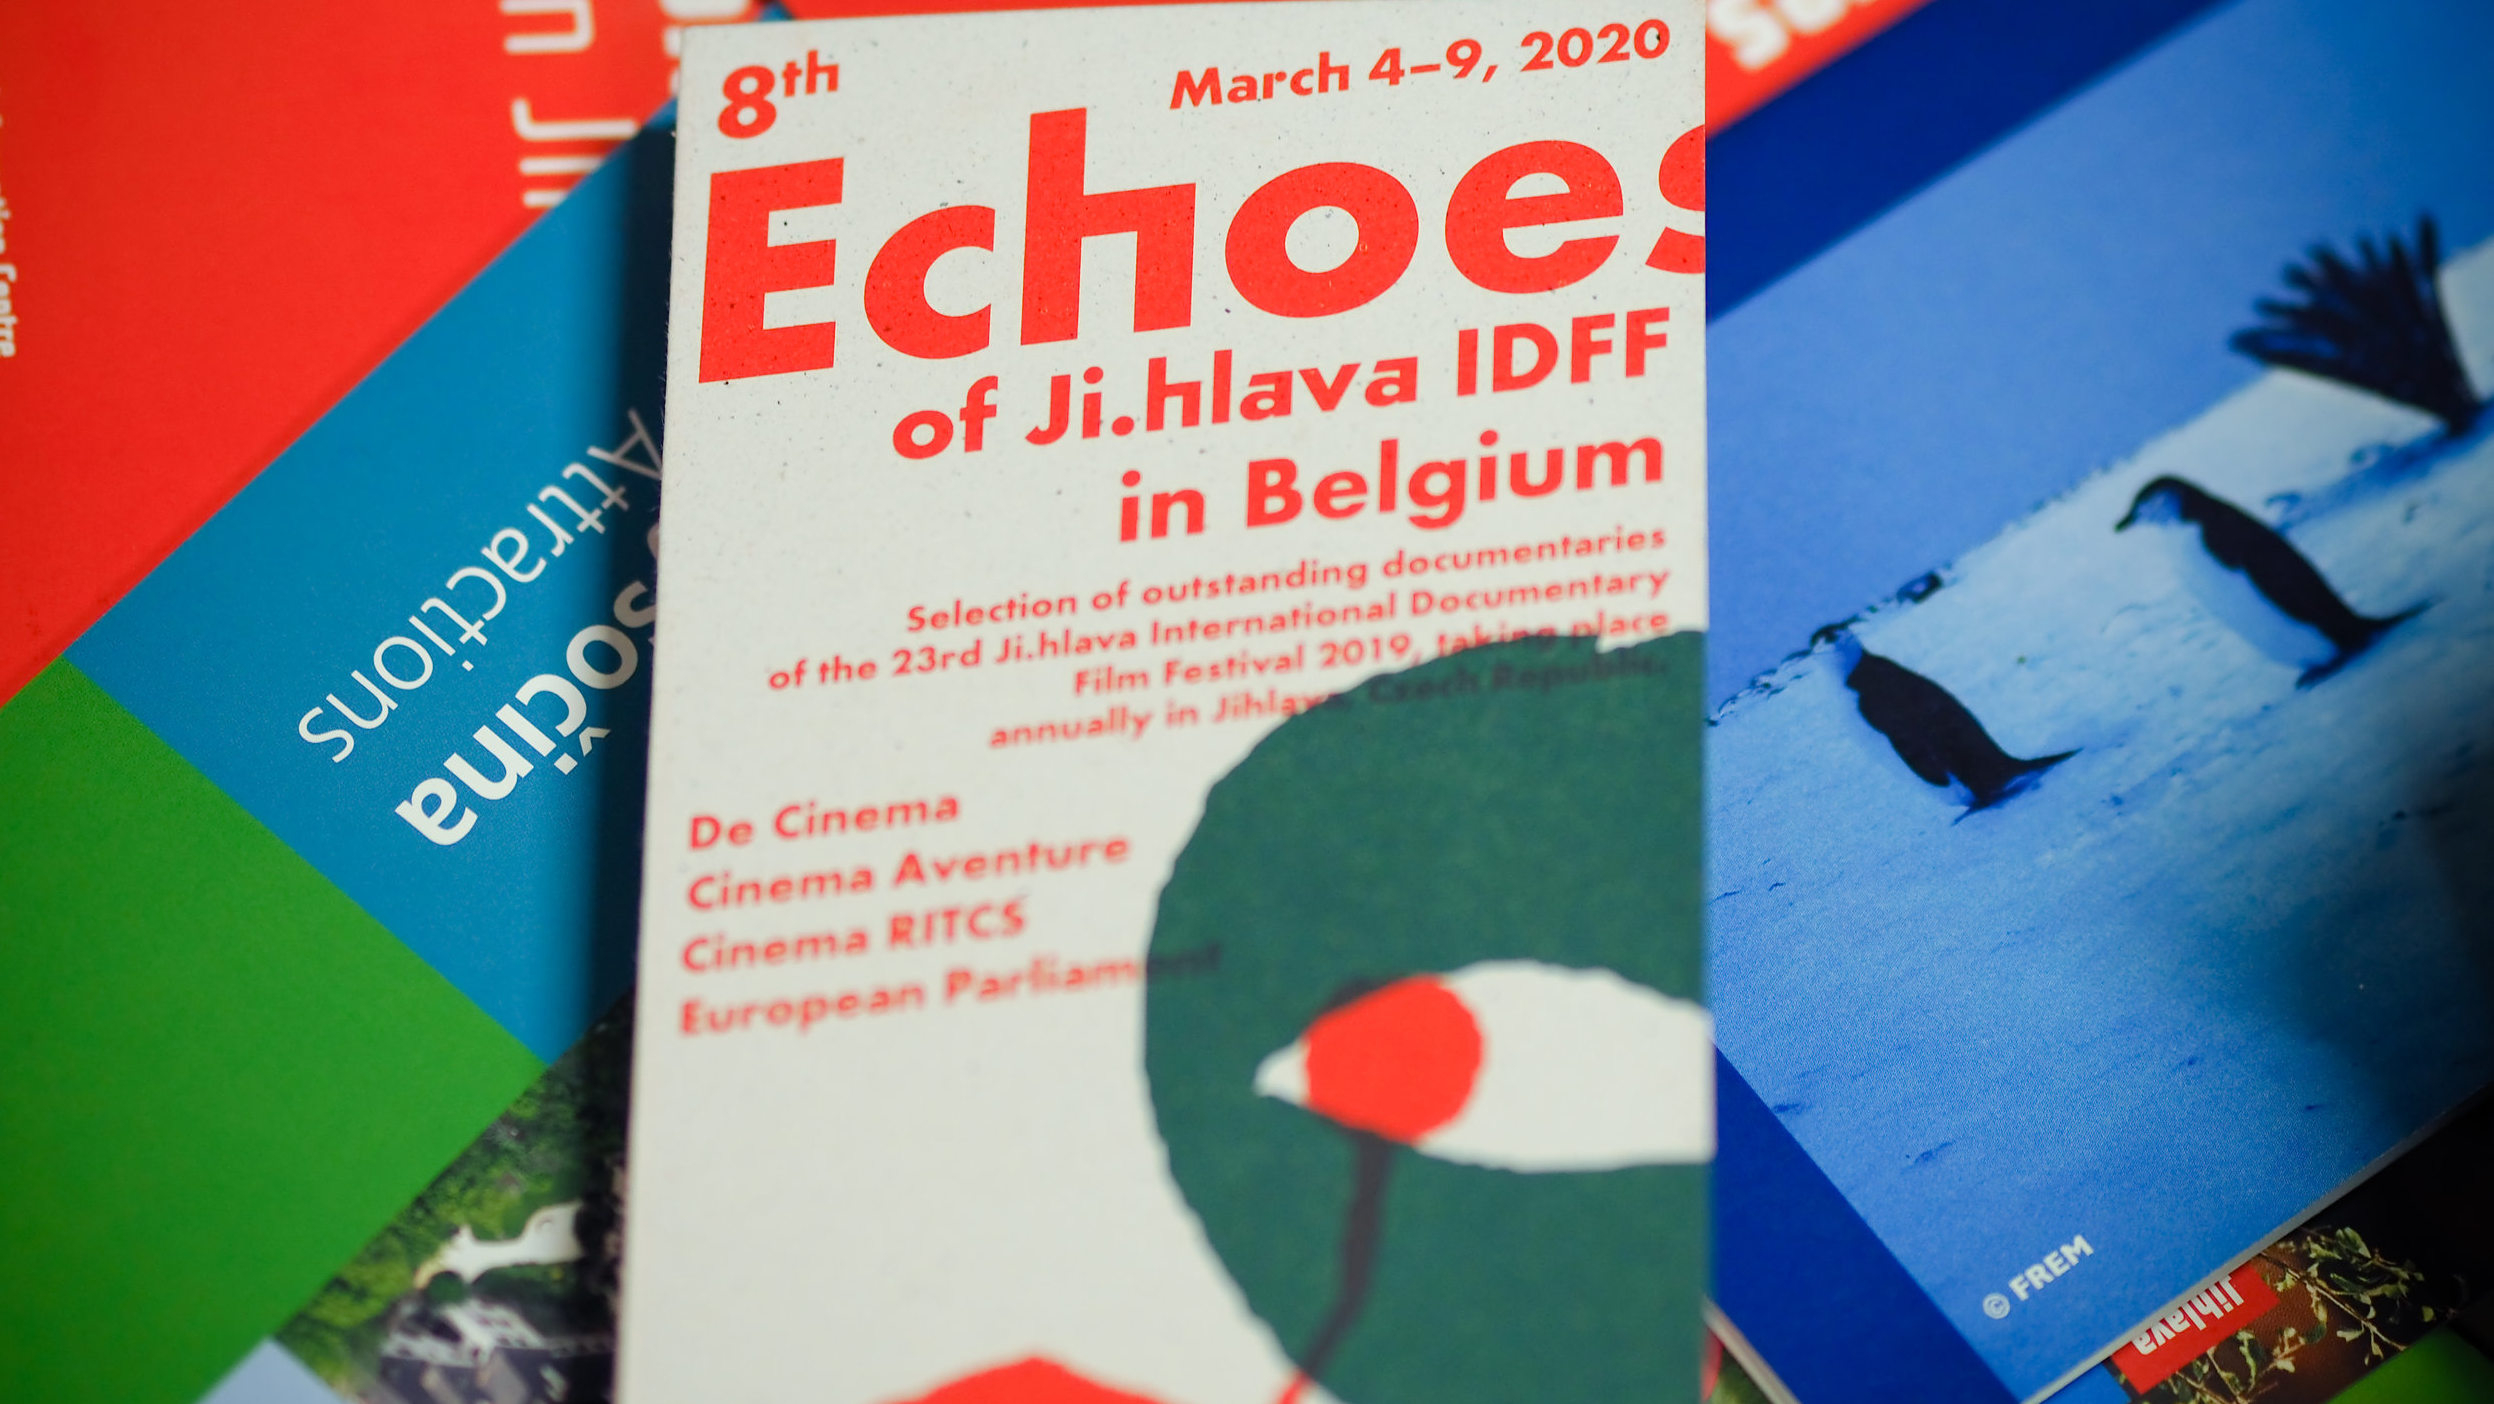 8th
March 4–9, 2020
Echoes
of Ji.hlava IDFF
in Belgium
Selection of outstanding documentaries
of the 23rd Ji.hlava International Documentary
Film Festival 2019, taking place
annually in Jihlava, Czech Republic.
De Cinema
Cinema Aventure
Cinema RITCS
European Parliament
Attractions
sočina
© FREM
Jihlava
Centre